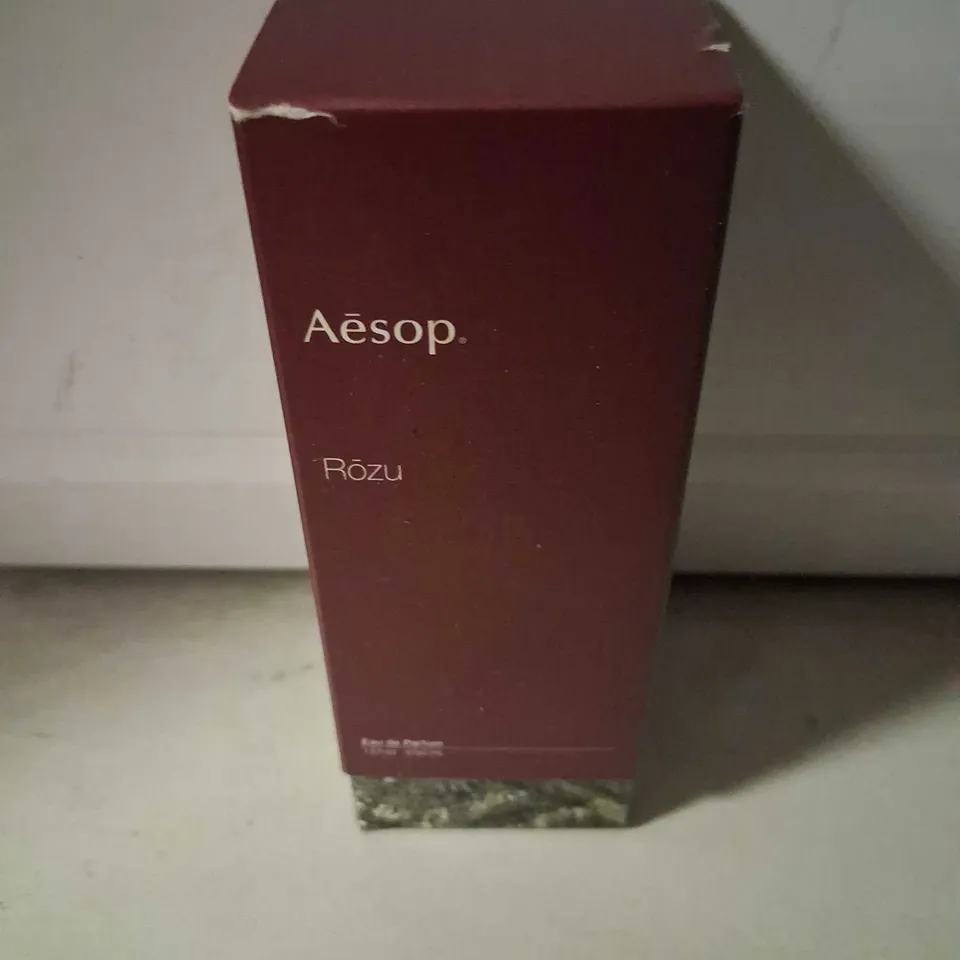 Aēsop.
Rōzu
Eau de Parfum